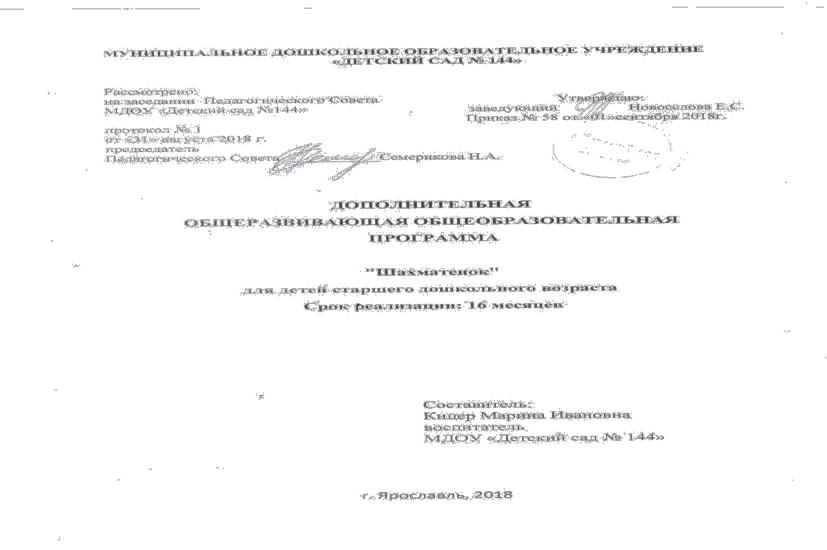 МУНИЦИПАЛЬНОЕ ДОШКОЛЬНОЕ ОБРАЗОВАТЕЛЬНОЕ УЧРЕЖДЕНИЕ
«ДЕТСКИЙ САД № 144»
Рассмотрено:
на заседании Педагогического Совета
МДОУ «Детский сад №144»
протокол № 1
от «31» августа 2018 г.
председатель
Педагогического Совета Семерикова Н.А.
Утверждаю:
заведующий Новоселова Е.С.
Приказ № 58 от «01»сентября 2018г.
ДОПОЛНИТЕЛЬНАЯ
ОБЩЕРАЗВИВАЮЩАЯ ОБЩЕОБРАЗОВАТЕЛЬНАЯ
ПРОГРАММА
"Шахматенок"
для детей старшего дошкольного возраста
Срок реализации: 16 месяцев
Составитель:
Кицер Марина Ивановна
воспитатель
МДОУ «Детский сад № 144»
г. Ярославль, 2018